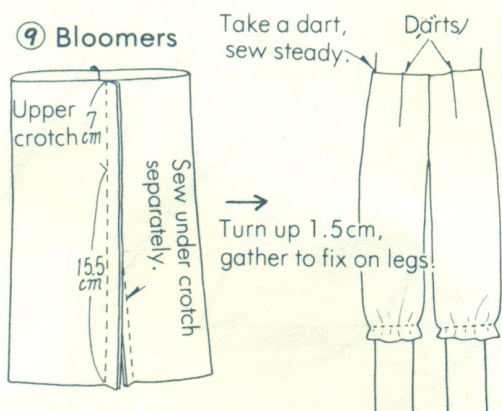 ⑨ Bloomers
Upper
crotch
7
cm
15.5
cm
Sew under crotch
separately.
Take a dart,
sew steady.
Darts
Turn up 1.5cm,
gather to fix on legs.